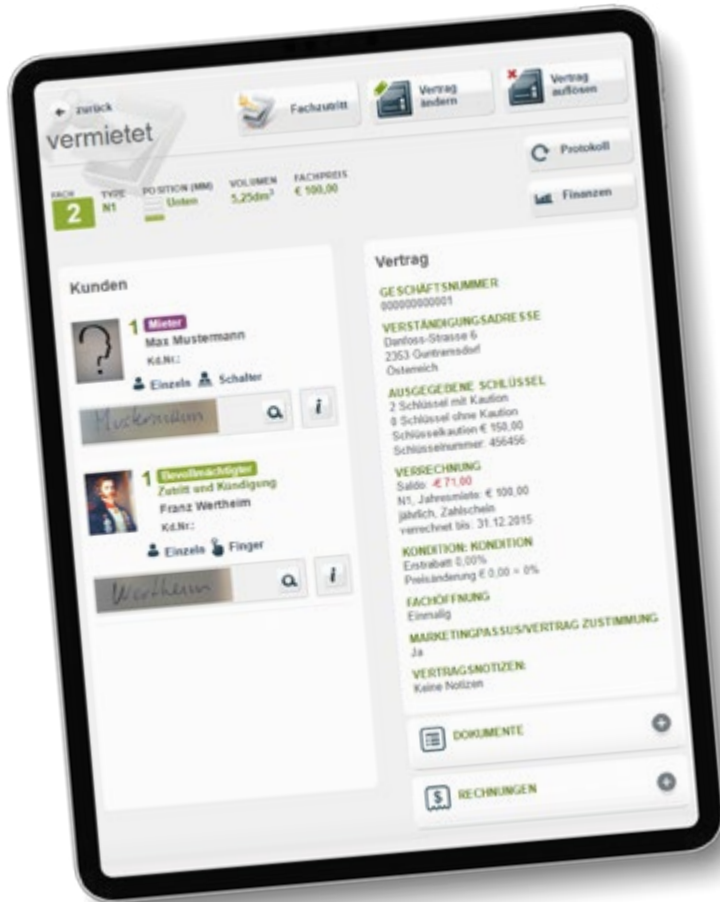 zurück
vermietet
Fachzutritt
Vertrag
ändern
Vertrag
auflösen
Protokoll
Finanzen
FACH
2
TYPE
N1
POSITION (MM)
Unten
VOLUMEN
5,25dm³
FACHPREIS
€ 100,00
Kunden
1 Mieter
Max Mustermann
Kd.Nr.:
Einzeln Schalter
Mustermann
i
1 Bevollmächtigter
Zutritt und Kündigung
Franz Wertheim
Kd.Nr.:
Einzeln Finger
Wertheim
i
Vertrag
GESCHÄFTSNUMMER
000000000001
VERSTÄNDIGUNGSADRESSE
Danfoss-Strasse 6
2353 Guntramsdorf
Österreich
AUSGEGEBENE SCHLÜSSEL
2 Schlüssel mit Kaution
0 Schlüssel ohne Kaution
Schlüsselkaution € 150,00
Schlüsselnummer: 456456
VERRECHNUNG
Saldo: -€ 71,00
N1, Jahresmiete: € 100,00
jährlich, Zahlschein
verrechnet bis: 31.12.2015
KONDITION: KONDITION
Erstrabatt 0,00%
Preisänderung € 0,00 = 0%
FACHÖFFNUNG
Einmalig
MARKETINGPASSUS/VERTRAG ZUSTIMMUNG
Ja
VERTRAGSNOTIZEN:
Keine Notizen
DOKUMENTE
RECHNUNGEN